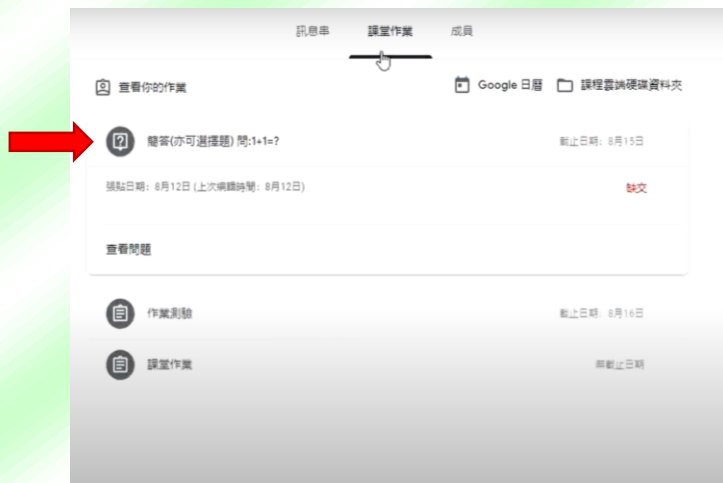 訊息串 課堂作業 成員
查看你的作業 Google 日曆 課程雲端硬碟資料夾
簡答(亦可選擇題) 問:1+1=? 截止日期: 8月15日
張貼日期: 8月12日 (上次編輯時間: 8月12日) 缺交
查看問題
作業測驗 截止日期: 8月16日
課堂作業 無截止日期